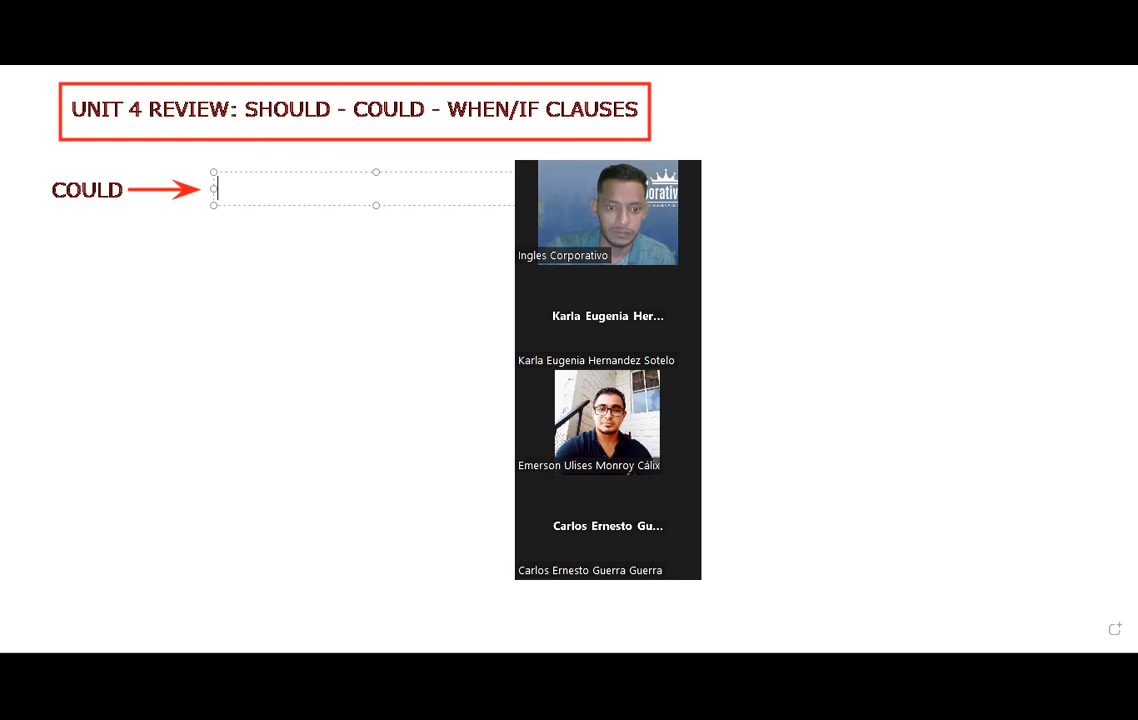 UNIT 4 REVIEW: SHOULD - COULD - WHEN/IF CLAUSES
COULD
Ingles Corporativo
Karla Eugenia Her...
Karla Eugenia Hernandez Sotelo
Emerson Ulises Monroy Cálix
Carlos Ernesto Gu...
Carlos Ernesto Guerra Guerra